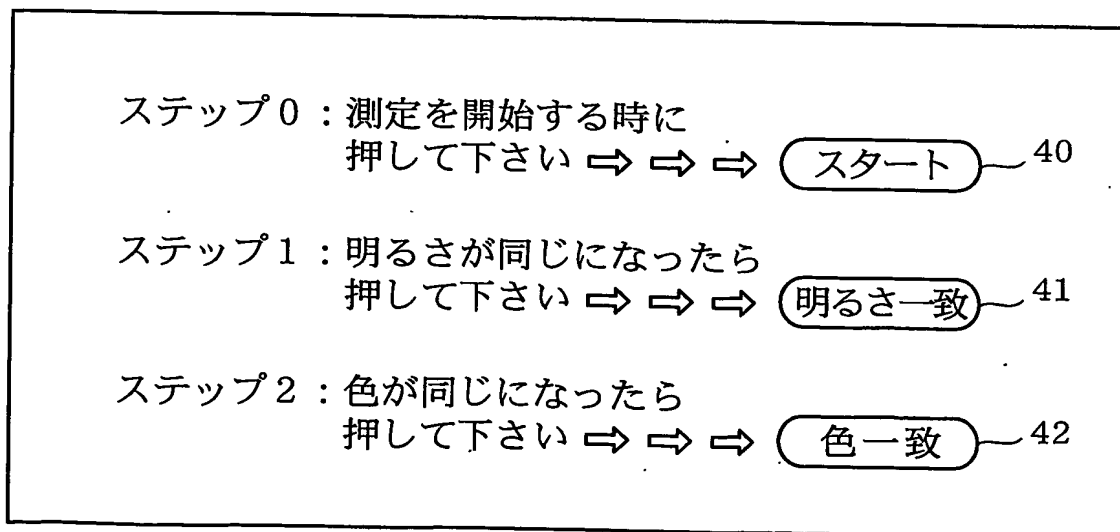 ステップ０：測定を開始する時に
押して下さい ⇨ ⇨ ⇨ スタート 40
ステップ１：明るさが同じになったら
押して下さい ⇨ ⇨ ⇨ 明るさ一致 41
ステップ２：色が同じになったら
押して下さい ⇨ ⇨ ⇨ 色一致 42